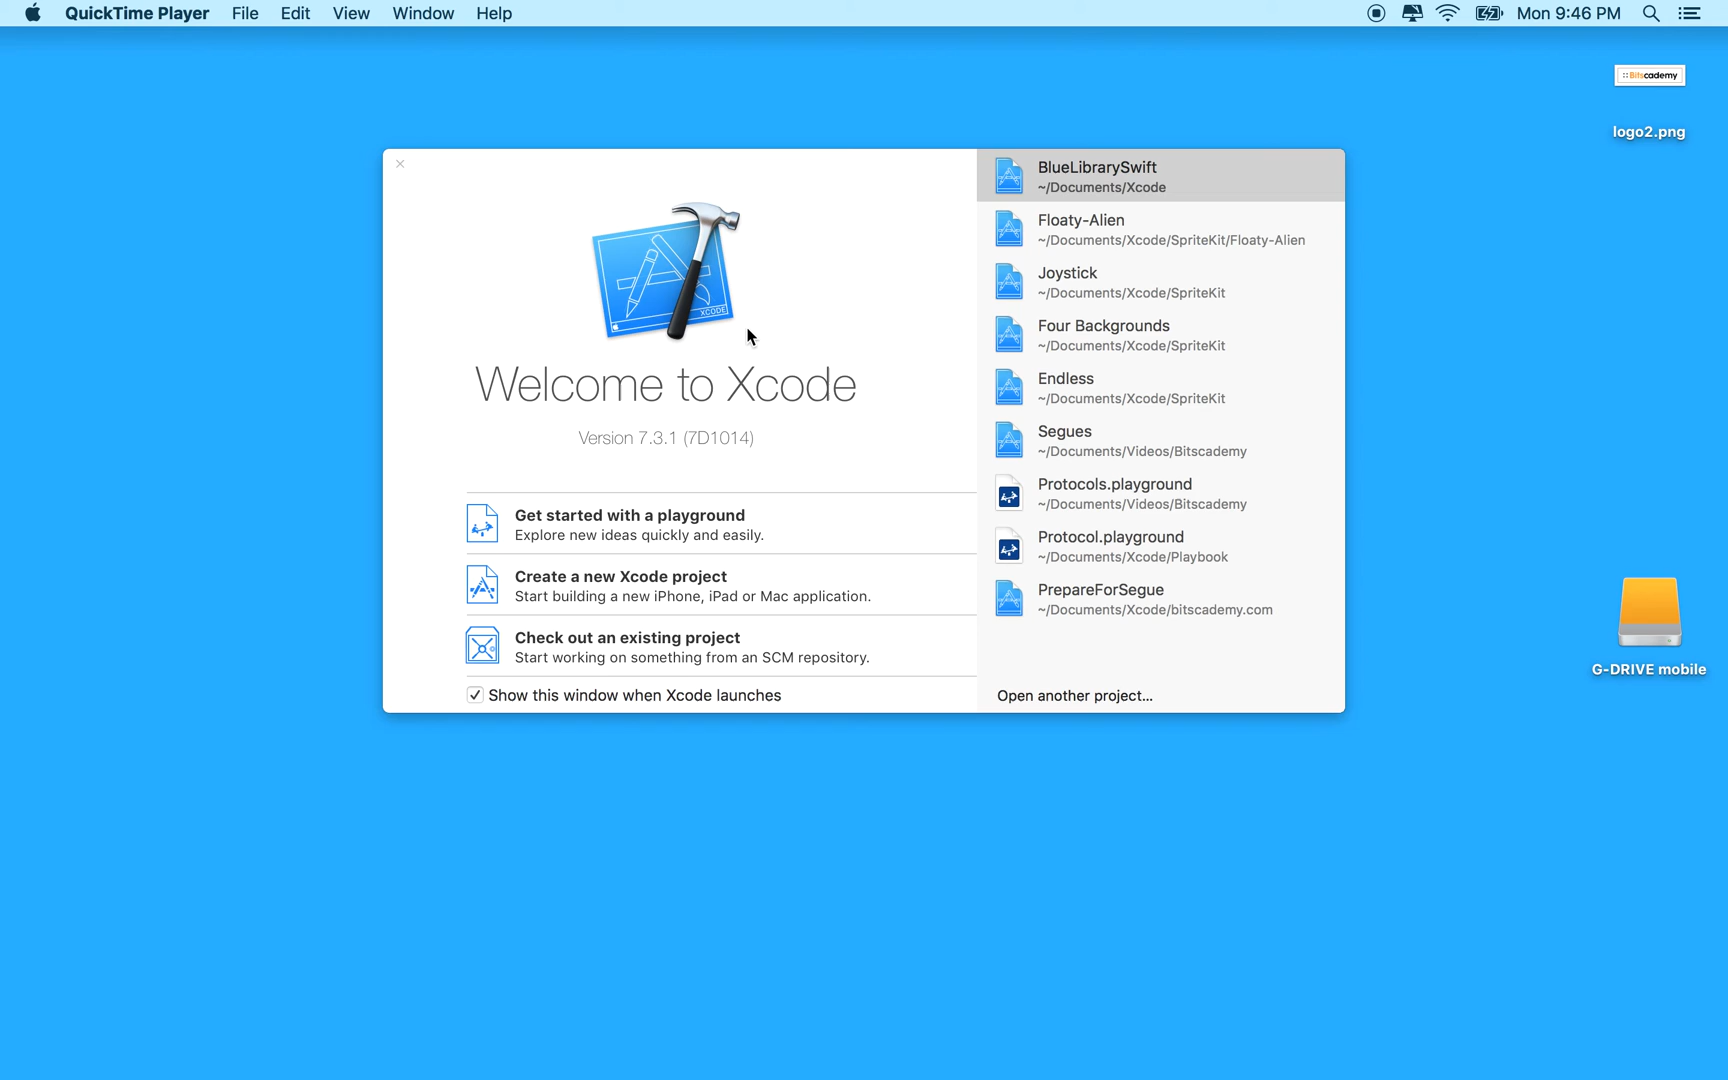 QuickTime Player File Edit View Window Help Mon 9:46 PM
::Bitscademy
logo2.png
XCODE
Welcome to Xcode
Version 7.3.1 (7D1014)
Get started with a playground
Explore new ideas quickly and easily.
Create a new Xcode project
Start building a new iPhone, iPad or Mac application.
Check out an existing project
Start working on something from an SCM repository.
Show this window when Xcode launches
BlueLibrarySwift
~/Documents/Xcode
Floaty-Alien
~/Documents/Xcode/SpriteKit/Floaty-Alien
Joystick
~/Documents/Xcode/SpriteKit
Four Backgrounds
~/Documents/Xcode/SpriteKit
Endless
~/Documents/Xcode/SpriteKit
Segues
~/Documents/Videos/Bitscademy
Protocols.playground
~/Documents/Videos/Bitscademy
Protocol.playground
~/Documents/Xcode/Playbook
PrepareForSegue
~/Documents/Xcode/bitscademy.com
Open another project...
G-DRIVE mobile